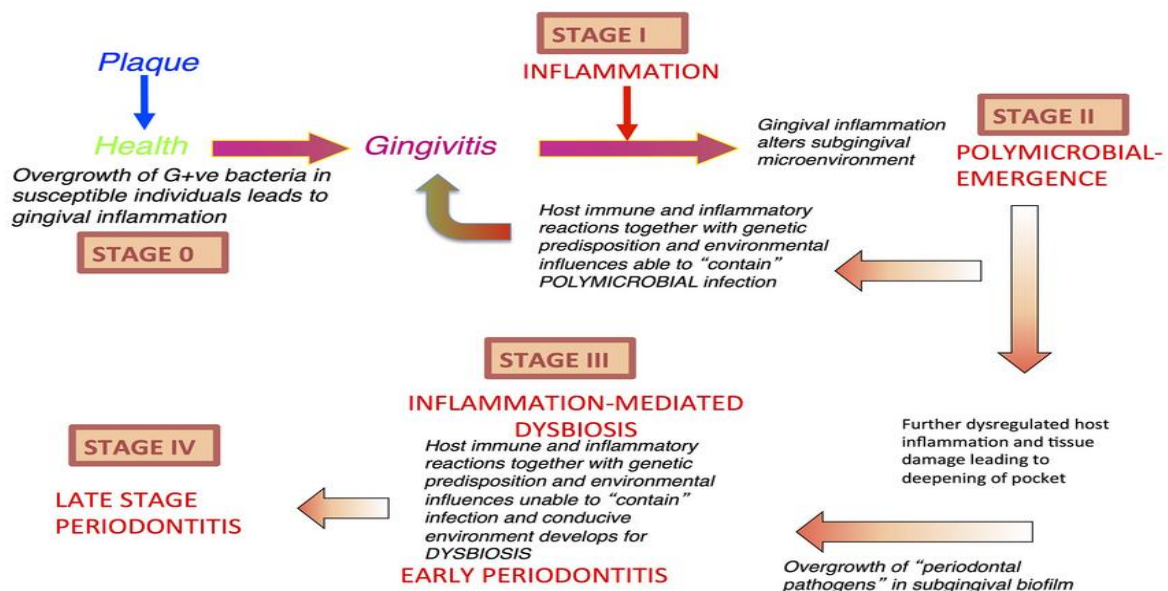 STAGE I
INFLAMMATION
Plaque
Health
Gingivitis
Overgrowth of G+ve bacteria in
susceptible individuals leads to
gingival inflammation
STAGE 0
Gingival inflammation
alters subgingival
microenvironment
STAGE II
POLYMICROBIAL-
EMERGENCE
Host immune and inflammatory
reactions together with genetic
predisposition and environmental
influences able to “contain”
POLYMICROBIAL infection
Further dysregulated host
inflammation and tissue
damage leading to
deepening of pocket
Overgrowth of “periodontal
pathogens” in subgingival biofilm
STAGE III
INFLAMMATION-MEDIATED
DYSBIOSIS
Host immune and inflammatory
reactions together with genetic
predisposition and environmental
influences unable to “contain”
infection and conducive
environment develops for
DYSBIOSIS
EARLY PERIODONTITIS
STAGE IV
LATE STAGE
PERIODONTITIS